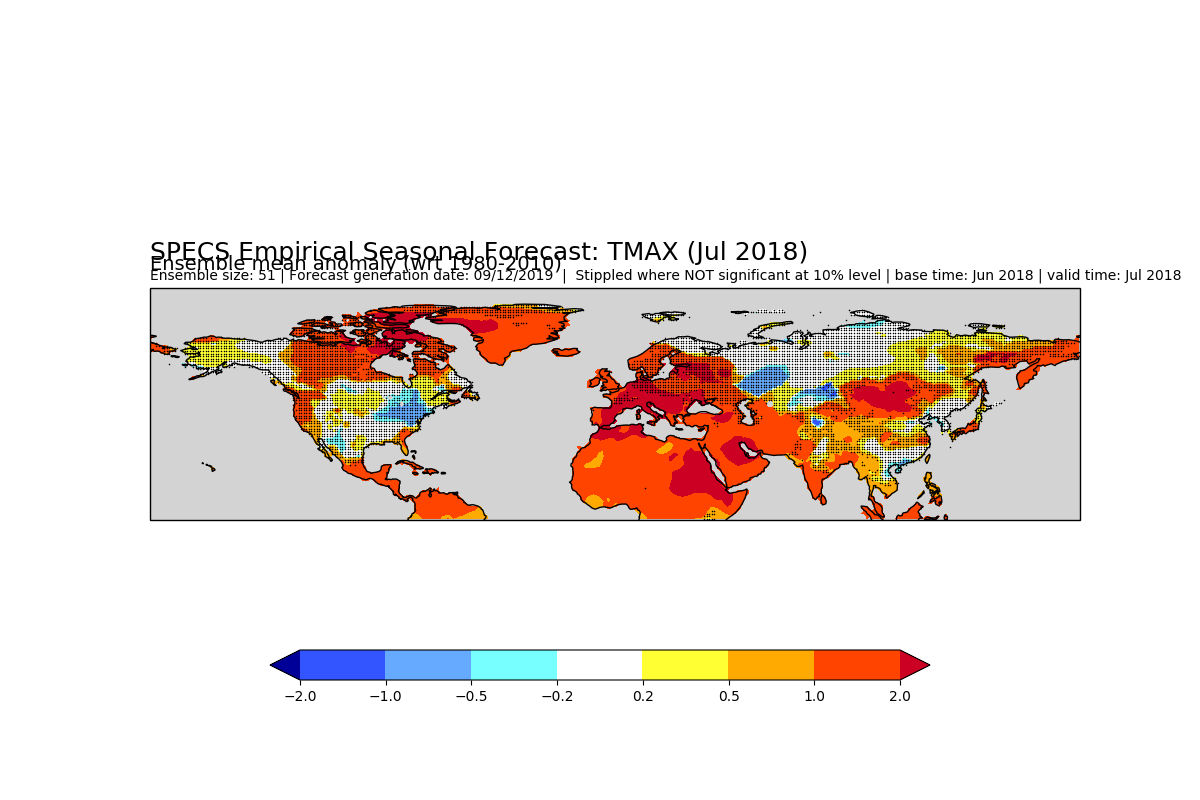 SPECS Empirical Seasonal Forecast: TMAX (Jul 2018)
Ensemble mean anomaly (wrt 1980-2010)
Ensemble size: 51 | Forecast generation date: 09/12/2019 | Stippled where NOT significant at 10% level | base time: Jun 2018 | valid time: Jul 2018
−2.0 −1.0 −0.5 −0.2 0.2 0.5 1.0 2.0